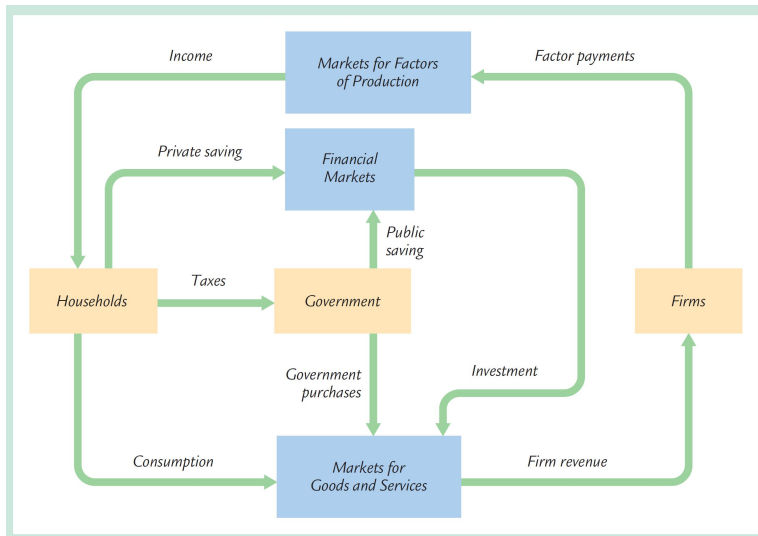 Income
Markets for Factors
of Production
Factor payments
Private saving
Financial
Markets
Public
saving
Taxes
Households
Government
Firms
Government
purchases
Investment
Consumption
Markets for
Goods and Services
Firm revenue